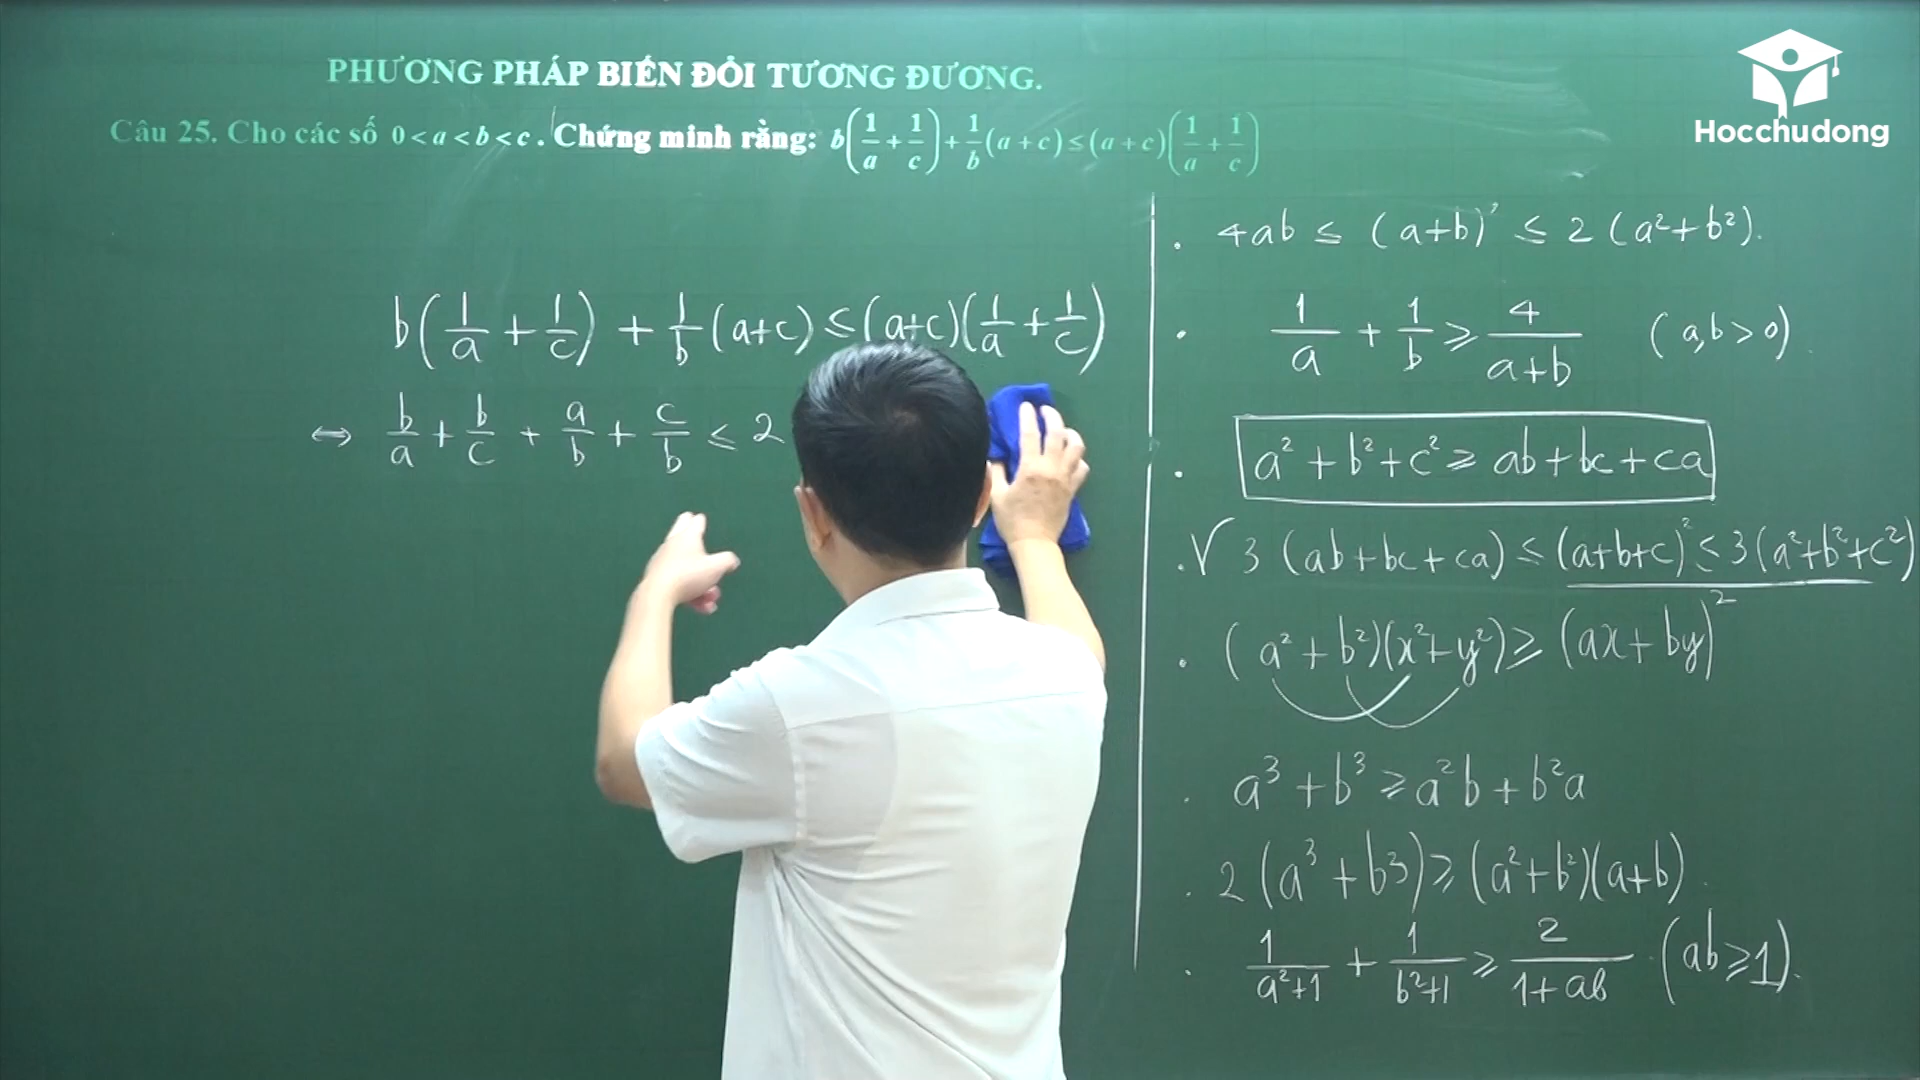 Hocchudong
PHƯƠNG PHÁP BIẾN ĐỔI TƯƠNG ĐƯƠNG.
Câu 25. Cho các số 0 < a < b < c. Chứng minh rằng: b(1/a + 1/c) + 1/b (a + c) ≤ (a + c)(1/a + 1/c)
b(1/a + 1/c) + 1/b (a+c) ≤ (a+c)(1/a + 1/c)
⇔ b/a + b/c + a/b + c/b ≤ 2
. 4ab ≤ (a+b)² ≤ 2(a²+b²).
. 1/a + 1/b ≥ 4/(a+b) (a,b > 0).
. a² + b² + c² ≥ ab + bc + ca
. √ 3(ab + bc + ca) ≤ (a+b+c)² ≤ 3(a²+b²+c²)
. (a² + b²)(x² + y²) ≥ (ax + by)²
. a³ + b³ ≥ a²b + b²a
. 2(a³ + b³) ≥ (a² + b²)(a+b).
. 1/(a²+1) + 1/(b²+1) ≥ 2/(1+ab) (ab ≥ 1).